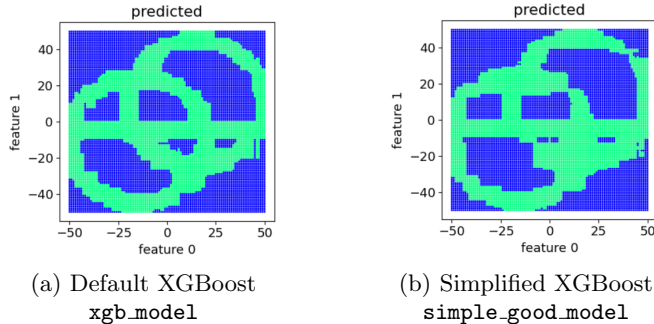 predicted
40
20
0
−20
−40
feature 1
−50
−25
0
25
50
feature 0
(a) Default XGBoost
xgb_model
predicted
40
20
0
−20
−40
feature 1
−50
−25
0
25
50
feature 0
(b) Simplified XGBoost
simple_good_model